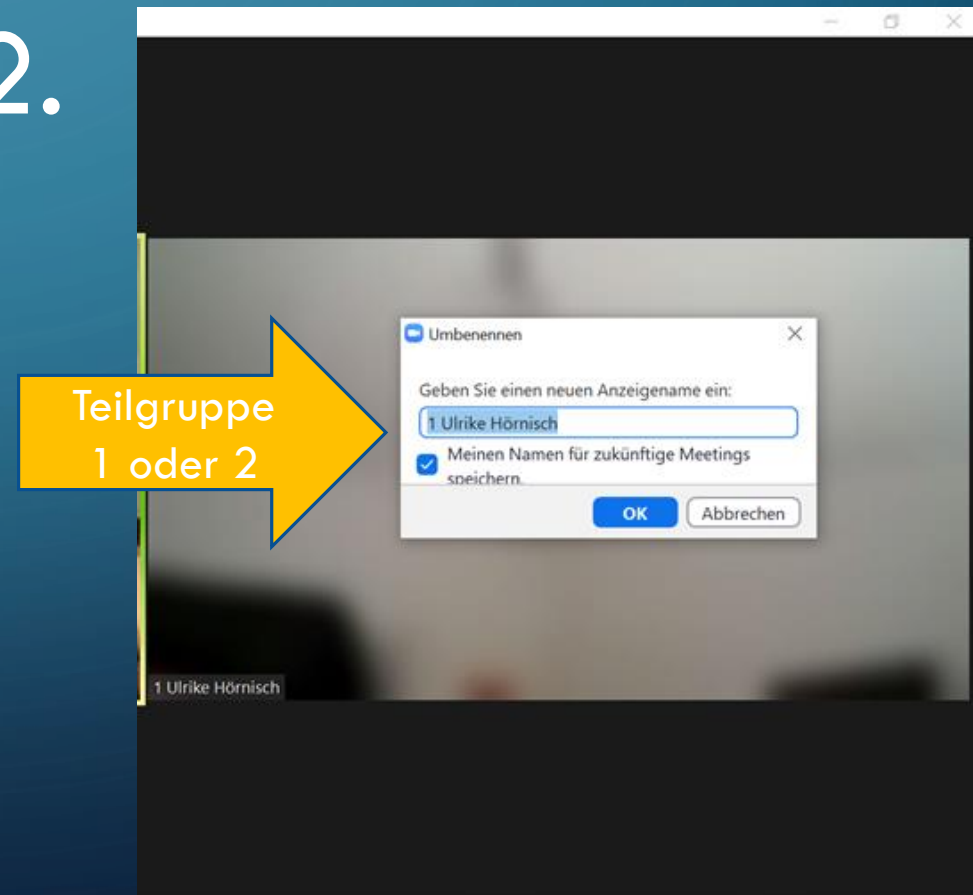 2.
Umbenennen
Geben Sie einen neuen Anzeigename ein:
1 Ulrike Hörnisch
Meinen Namen für zukünftige Meetings
speichern.
OK
Abbrechen
Teilgruppe
1 oder 2
1 Ulrike Hörnisch